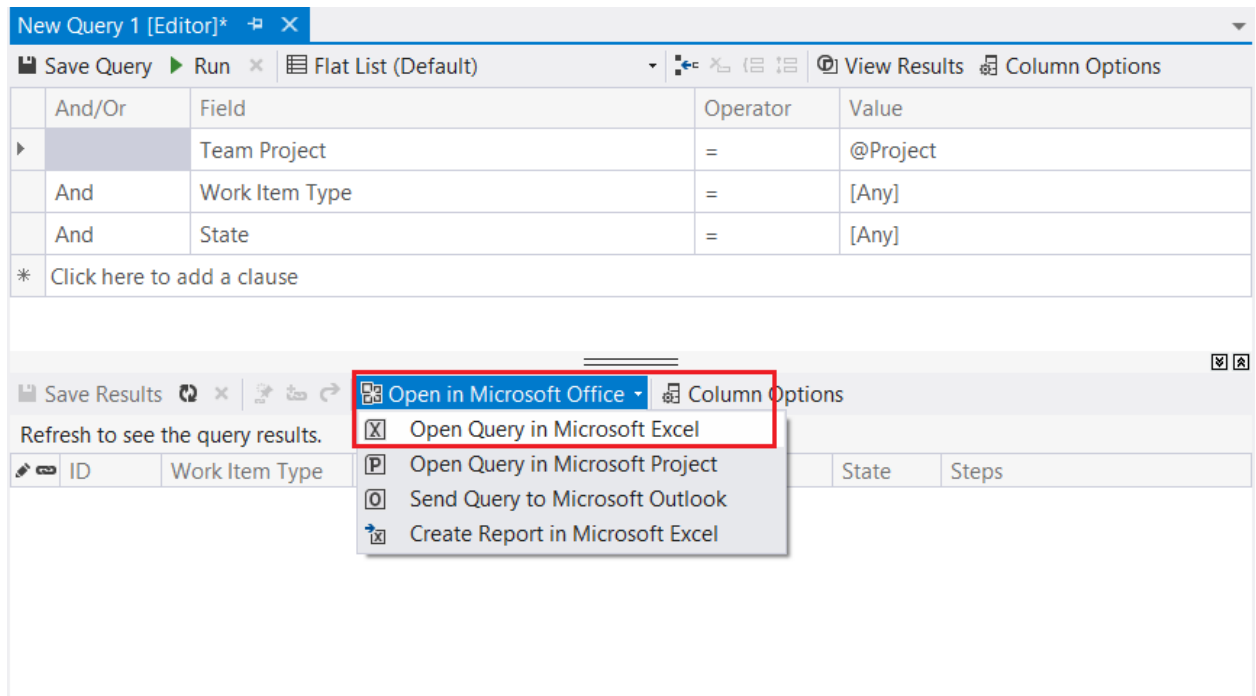 New Query 1 [Editor]*
Save Query Run Flat List (Default) View Results Column Options
And/Or Field Operator Value
Team Project = @Project
And Work Item Type = [Any]
And State = [Any]
* Click here to add a clause
Save Results Open in Microsoft Office Column Options
Refresh to see the query results. Open Query in Microsoft Excel
ID Work Item Type Open Query in Microsoft Project State Steps
Send Query to Microsoft Outlook
Create Report in Microsoft Excel